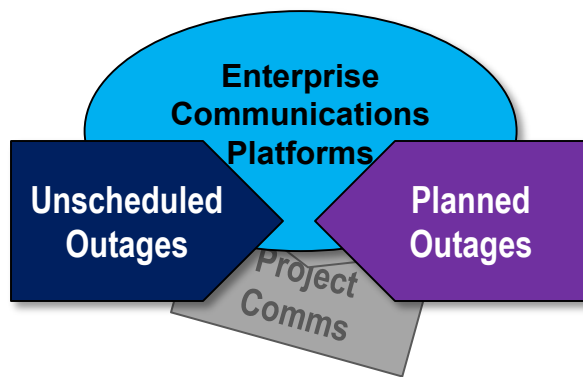 Enterprise
Communications
Platforms
Unscheduled
Outages
Planned
Outages
Project
Comms